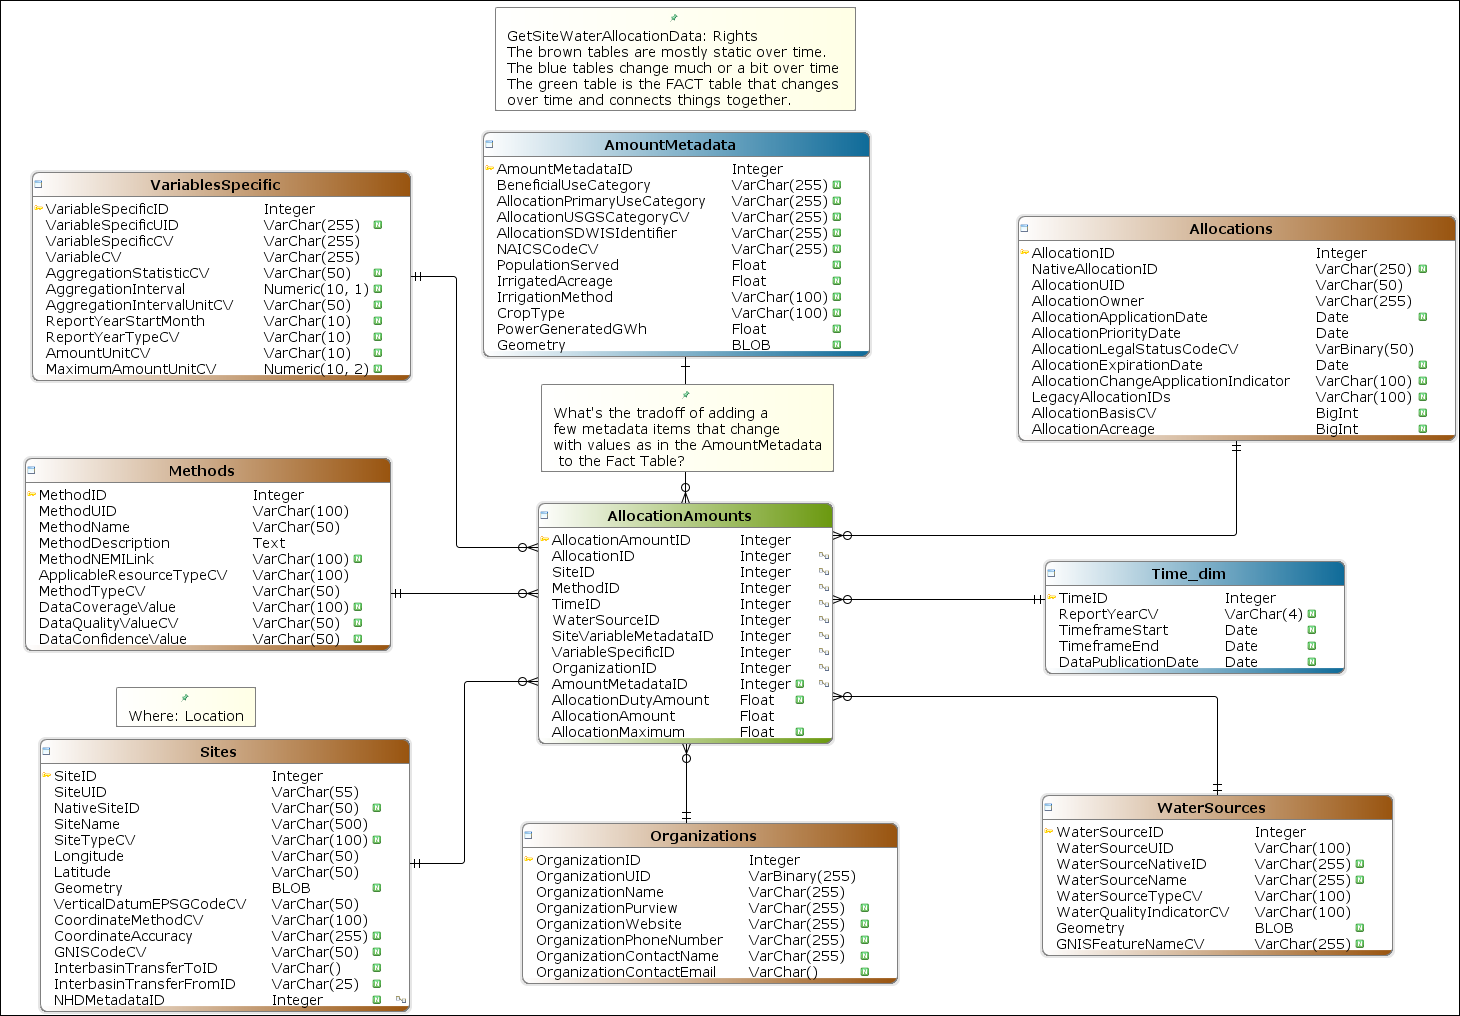 GetSiteWaterAllocationData: Rights
The brown tables are mostly static over time.
The blue tables change much or a bit over time
The green table is the FACT table that changes
over time and connects things together.
AmountMetadata
AmountMetadataID Integer
BeneficialUseCategory VarChar(255) N
AllocationPrimaryUseCategory VarChar(255) N
AllocationUSGSCategoryCV VarChar(255) N
AllocationSDWISIdentifier VarChar(255) N
NAICSCodeCV VarChar(255) N
PopulationServed Float N
IrrigatedAcreage Float N
IrrigationMethod VarChar(100) N
CropType VarChar(100) N
PowerGeneratedGWh Float N
Geometry BLOB N
VariablesSpecific
VariableSpecificID Integer
VariableSpecificUID VarChar(255) N
VariableSpecificCV VarChar(255)
VariableCV VarChar(255)
AggregationStatisticCV VarChar(50) N
AggregationInterval Numeric(10, 1) N
AggregationIntervalUnitCV VarChar(50) N
ReportYearStartMonth VarChar(10) N
ReportYearTypeCV VarChar(10) N
AmountUnitCV VarChar(10) N
MaximumAmountUnitCV Numeric(10, 2) N
Allocations
AllocationID Integer
NativeAllocationID VarChar(250) N
AllocationUID VarChar(50)
AllocationOwner VarChar(255)
AllocationApplicationDate Date N
AllocationPriorityDate Date
AllocationLegalStatusCodeCV VarBinary(50)
AllocationExpirationDate Date N
AllocationChangeApplicationIndicator VarChar(100) N
LegacyAllocationIDs VarChar(100) N
AllocationBasisCV BigInt N
AllocationAcreage BigInt N
What's the tradoff of adding a
few metadata items that change
with values as in the AmountMetadata
to the Fact Table?
Methods
MethodID Integer
MethodUID VarChar(100)
MethodName VarChar(50)
MethodDescription Text
MethodNEMILink VarChar(100) N
ApplicableResourceTypeCV VarChar(100)
MethodTypeCV VarChar(50)
DataCoverageValue VarChar(100) N
DataQualityValueCV VarChar(50) N
DataConfidenceValue VarChar(50) N
AllocationAmounts
AllocationAmountID Integer
AllocationID Integer
SiteID Integer
MethodID Integer
TimeID Integer
WaterSourceID Integer
SiteVariableMetadataID Integer
VariableSpecificID Integer
OrganizationID Integer
AmountMetadataID Integer N
AllocationDutyAmount Float N
AllocationAmount Float
AllocationMaximum Float N
Time_dim
TimeID Integer
ReportYearCV VarChar(4) N
TimeframeStart Date N
TimeframeEnd Date N
DataPublicationDate Date N
Where: Location
Sites
SiteID Integer
SiteUID VarChar(55)
NativeSiteID VarChar(50) N
SiteName VarChar(500)
SiteTypeCV VarChar(100) N
Longitude VarChar(50)
Latitude VarChar(50)
Geometry BLOB N
VerticalDatumEPSGCodeCV VarChar(50)
CoordinateMethodCV VarChar(100)
CoordinateAccuracy VarChar(255) N
GNISCodeCV VarChar(50) N
InterbasinTransferToID VarChar() N
InterbasinTransferFromID VarChar(25) N
NHDMetadataID Integer N
Organizations
OrganizationID Integer
OrganizationUID VarBinary(255)
OrganizationName VarChar(255)
OrganizationPurview VarChar(255) N
OrganizationWebsite VarChar(255) N
OrganizationPhoneNumber VarChar(255) N
OrganizationContactName VarChar(255) N
OrganizationContactEmail VarChar() N
WaterSources
WaterSourceID Integer
WaterSourceUID VarChar(100)
WaterSourceNativeID VarChar(255) N
WaterSourceName VarChar(255) N
WaterSourceTypeCV VarChar(100)
WaterQualityIndicatorCV VarChar(100)
Geometry BLOB N
GNISFeatureNameCV VarChar(255) N